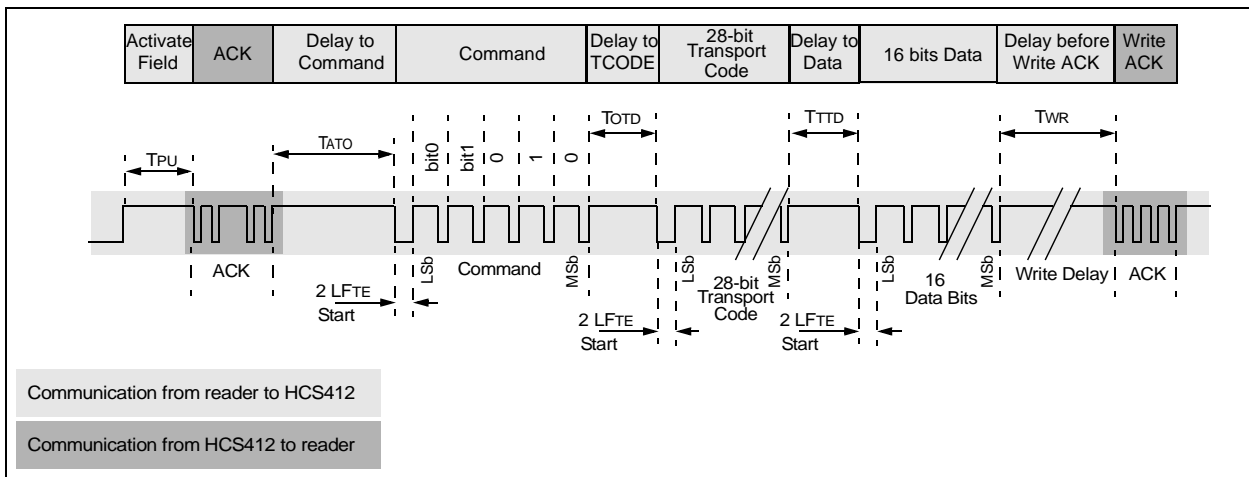 Activate
Field
ACK
Delay to
Command
Command
Delay to
TCODE
28-bit
Transport
Code
Delay to
Data
16 bits Data
Delay before
Write ACK
Write
ACK
TPU
TATO
bit0
bit1
0
1
0
TOTD
TTTD
TWR
ACK
LSb
Command
MSb
LSb
28-bit
Transport
Code
MSb
LSb
16
Data Bits
MSb
Write Delay
ACK
2 LFTE
Start
2 LFTE
Start
2 LFTE
Start
Communication from reader to HCS412
Communication from HCS412 to reader